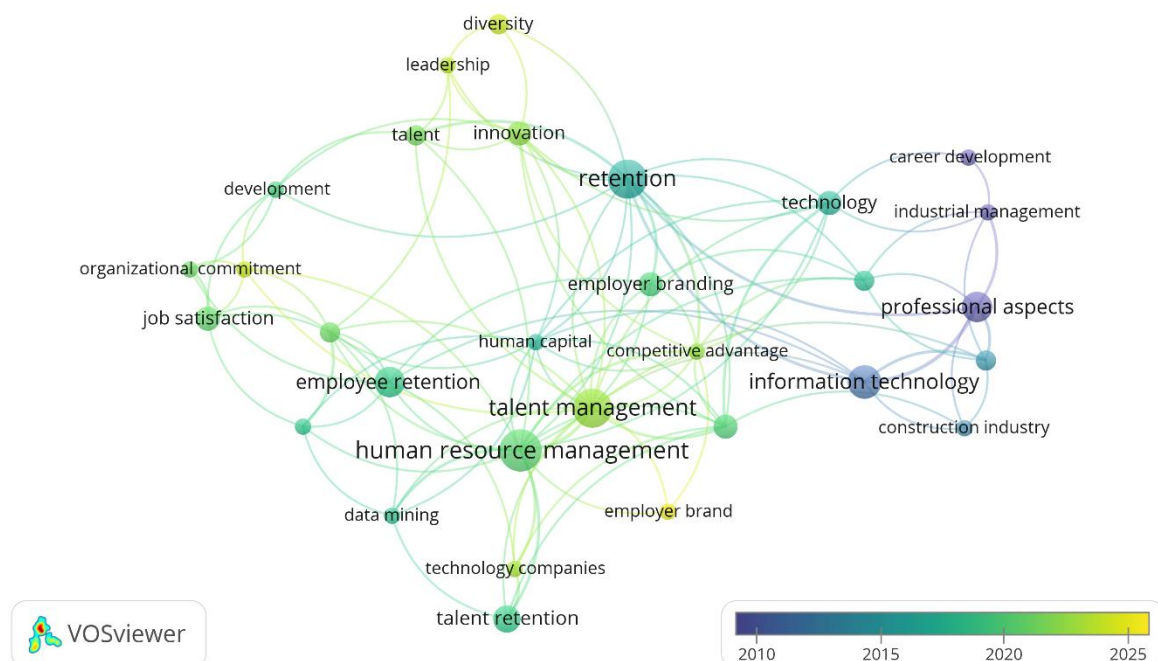 diversity
leadership
talent
innovation
career development
retention
development
technology
industrial management
organizational commitment
employer branding
professional aspects
job satisfaction
human capital
competitive advantage
employee retention
information technology
talent management
construction industry
human resource management
data mining
employer brand
technology companies
talent retention
VOSviewer
2010 2015 2020 2025